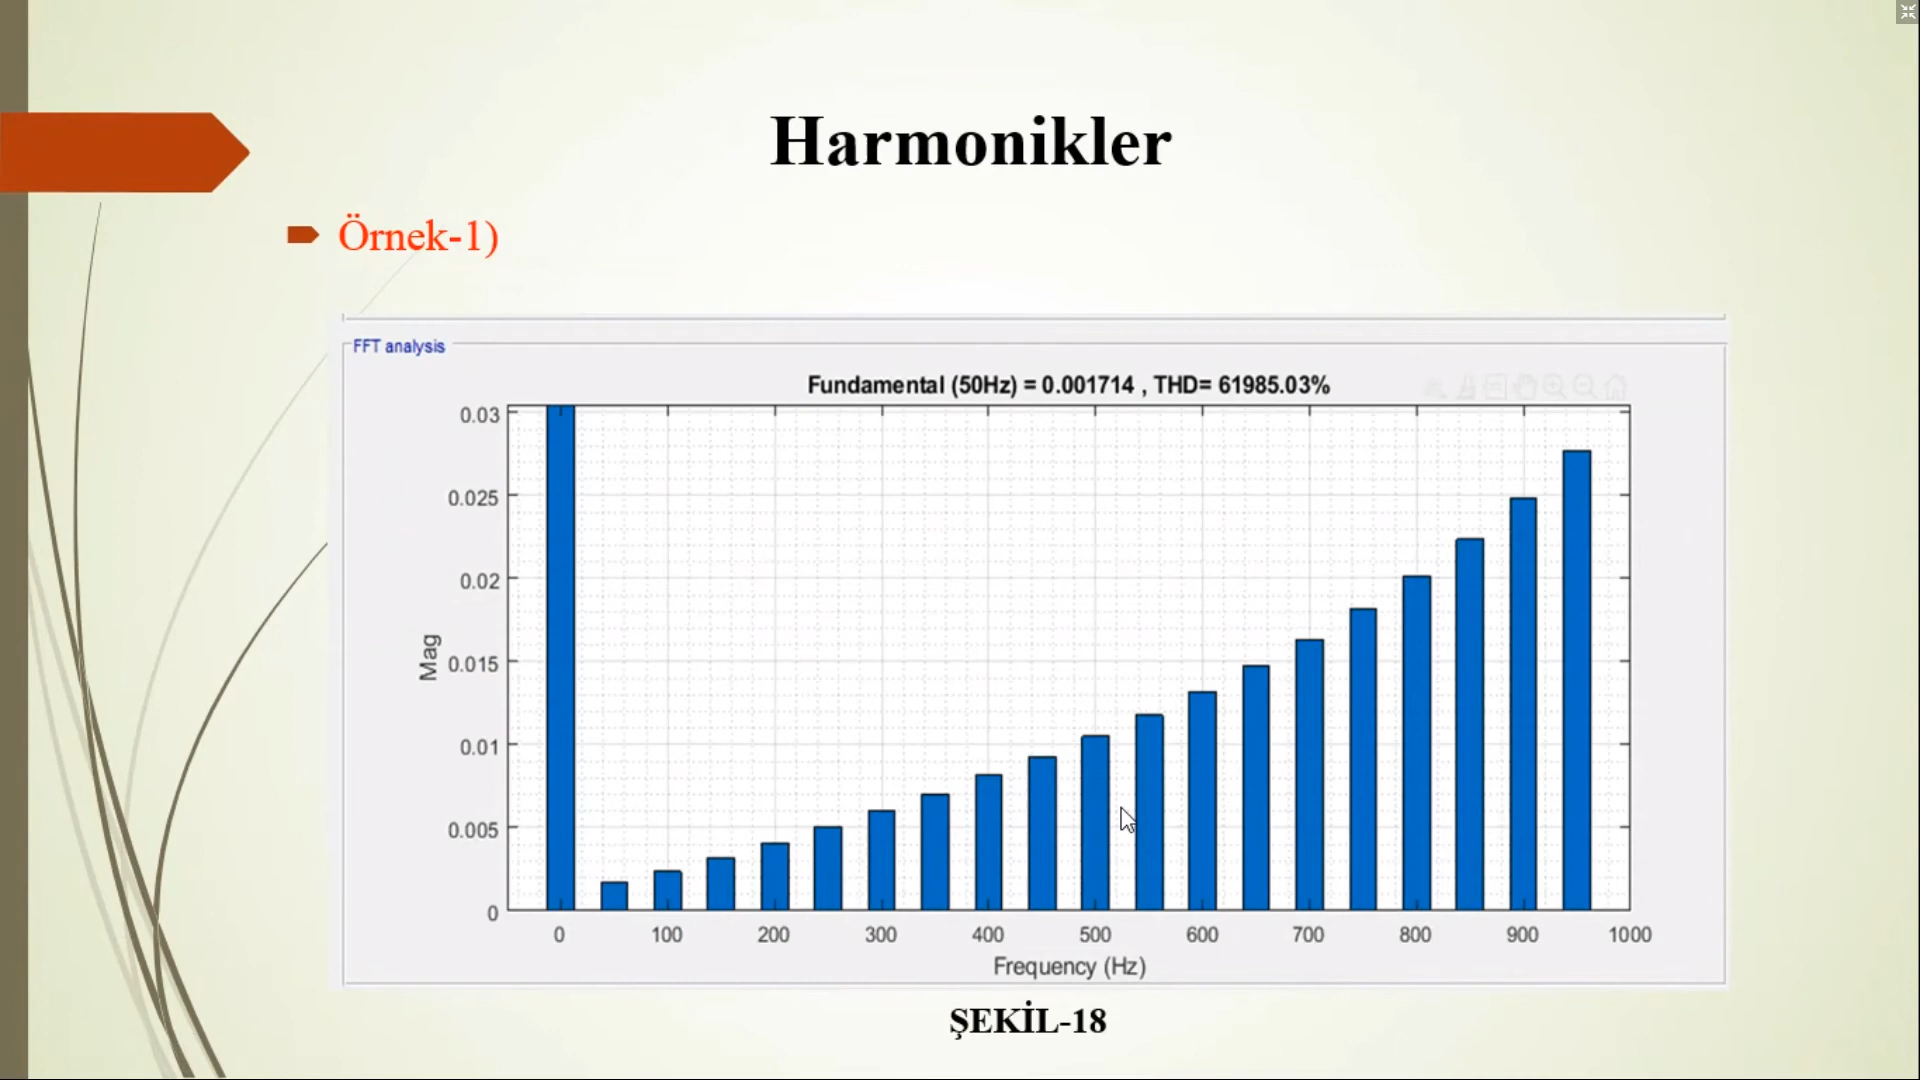 Harmonikler
Örnek-1)
FFT analysis
Fundamental (50Hz) = 0.001714 , THD= 61985.03%
0.03
0.025
0.02
0.015
0.01
0.005
0
Mag
0 100 200 300 400 500 600 700 800 900 1000
Frequency (Hz)
ŞEKİL-18